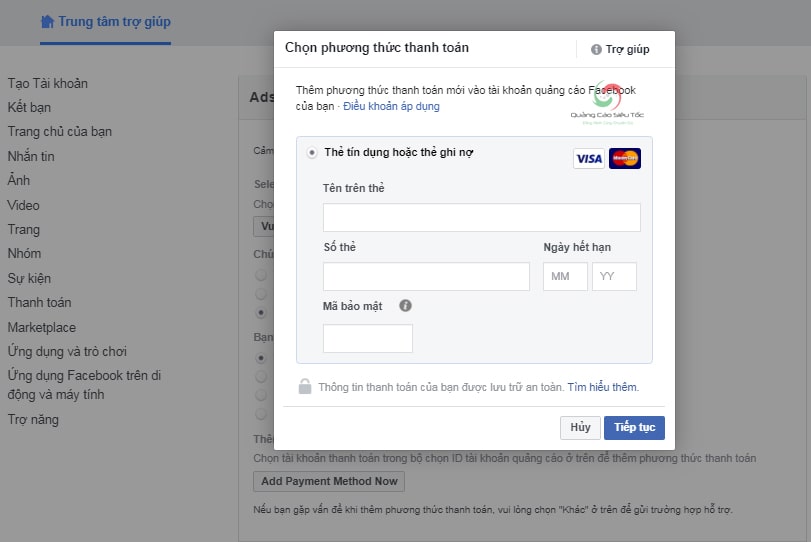 Trung tâm trợ giúp
Tạo Tài khoản
Kết bạn
Trang chủ của bạn
Nhắn tin
Ảnh
Video
Trang
Nhóm
Sự kiện
Thanh toán
Marketplace
Ứng dụng và trò chơi
Ứng dụng Facebook trên di
động và máy tính
Trợ năng
Ads
Cảm
Sele
Chọ
Vu
Chú
Bạn
Chọn phương thức thanh toán
Trợ giúp
Thêm phương thức thanh toán mới vào tài khoản quảng cáo Facebook
của bạn · Điều khoản áp dụng
Quảng Cáo Siêu Tốc
Thẻ tín dụng hoặc thẻ ghi nợ
VISA
MasterCard
Tên trên thẻ
Số thẻ
Ngày hết hạn
MM
YY
Mã bảo mật
Thông tin thanh toán của bạn được lưu trữ an toàn. Tìm hiểu thêm.
Hủy
Tiếp tục
Thê
Chọn tài khoản thanh toán trong bộ chọn ID tài khoản quảng cáo ở trên để thêm phương thức thanh toán
Add Payment Method Now
Nếu bạn gặp vấn đề khi thêm phương thức thanh toán, vui lòng chọn "Khác" ở trên để gửi trường hợp hỗ trợ.